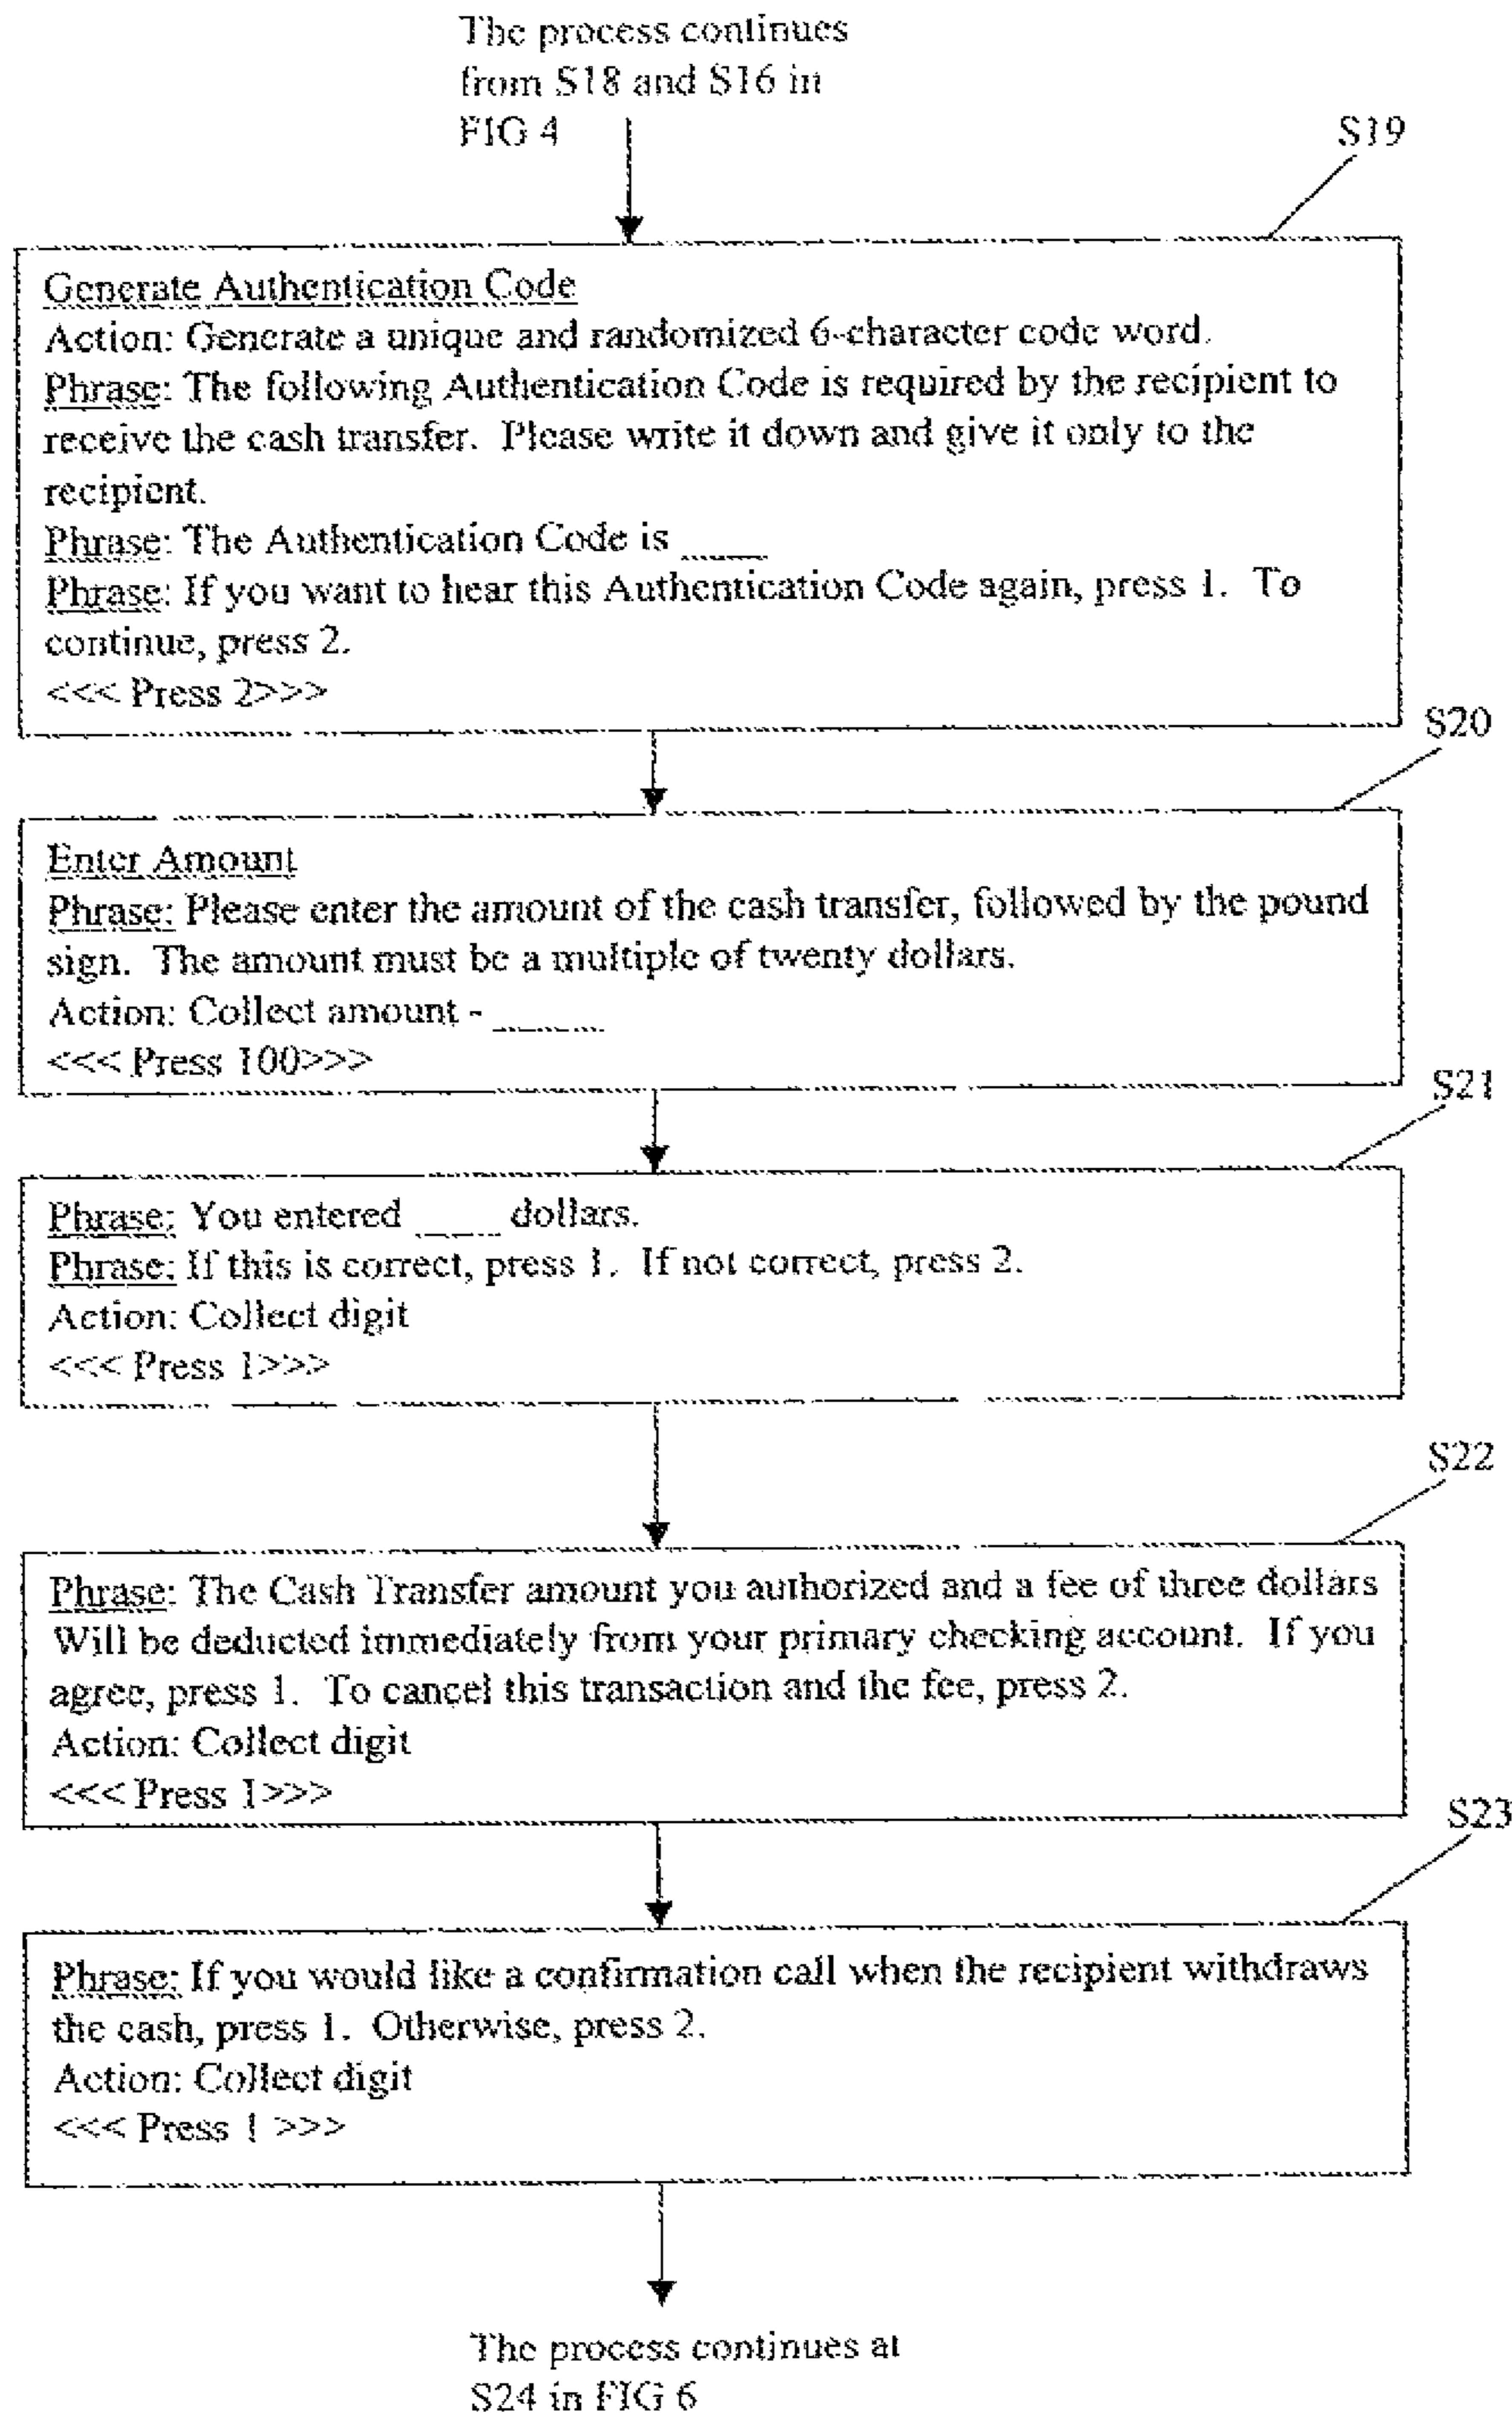 The process continues
from S18 and S16 in
FIG 4
S19
Generate Authentication Code
Action: Generate a unique and randomized 6-character code word.
Phrase: The following Authentication Code is required by the recipient to
receive the cash transfer. Please write it down and give it only to the
recipient.
Phrase: The Authentication Code is ____
Phrase: If you want to hear this Authentication Code again, press 1. To
continue, press 2.
<<< Press 2>>>
S20
Enter Amount
Phrase: Please enter the amount of the cash transfer, followed by the pound
sign. The amount must be a multiple of twenty dollars.
Action: Collect amount - _____
<<< Press 100>>>
S21
Phrase: You entered ____ dollars.
Phrase: If this is correct, press 1. If not correct, press 2.
Action: Collect digit
<<< Press 1>>>
S22
Phrase: The Cash Transfer amount you authorized and a fee of three dollars
Will be deducted immediately from your primary checking account. If you
agree, press 1. To cancel this transaction and the fee, press 2.
Action: Collect digit
<<< Press 1>>>
S23
Phrase: If you would like a confirmation call when the recipient withdraws
the cash, press 1. Otherwise, press 2.
Action: Collect digit
<<< Press 1 >>>
The process continues at
S24 in FIG 6